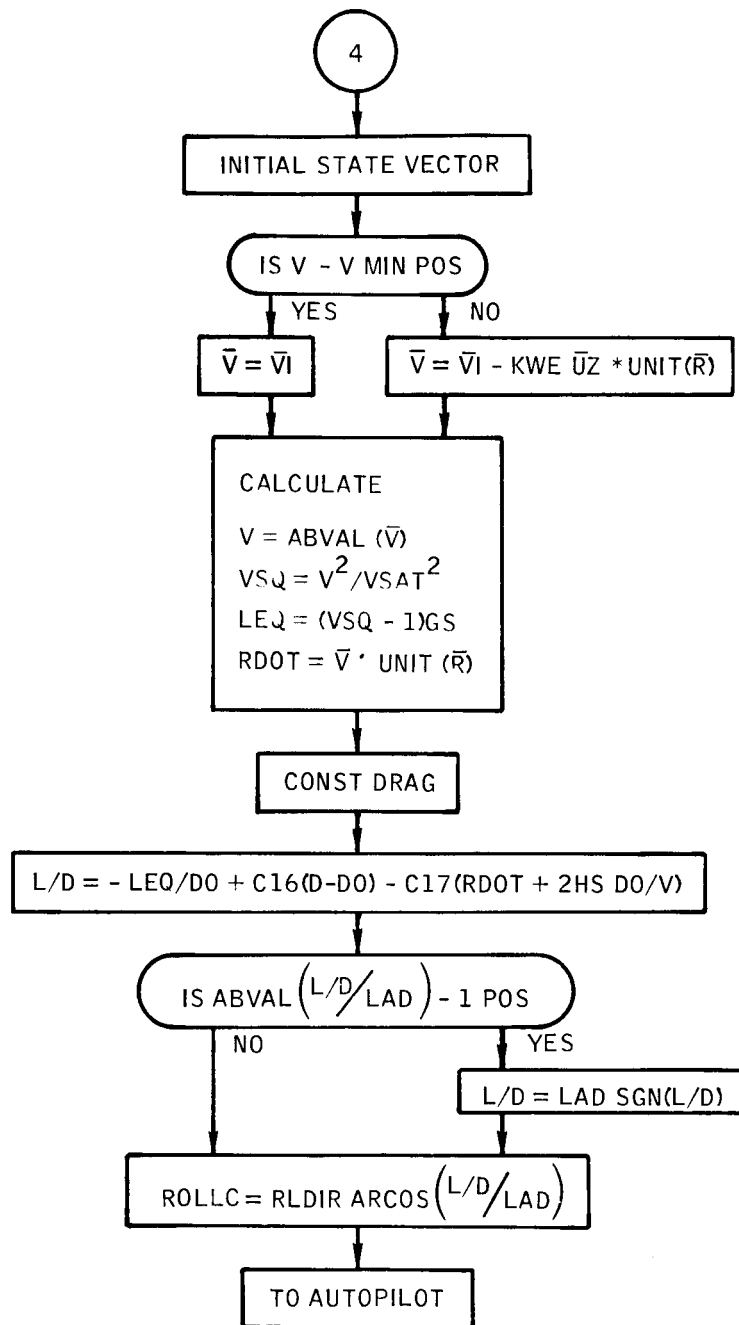 4
INITIAL STATE VECTOR
IS V - V MIN POS
YES
NO
V̄ = V̄I
V̄ = V̄I - KWE ŪZ * UNIT(R̄)
CALCULATE
V = ABVAL (V̄)
VSQ = V²/VSAT²
LEQ = (VSQ - 1)GS
RDOT = V̄ · UNIT (R̄)
CONST DRAG
L/D = - LEQ/DO + C16(D-DO) - C17(RDOT + 2HS DO/V)
IS ABVAL (L/D/LAD) - 1 POS
NO
YES
L/D = LAD SGN(L/D)
ROLLC = RLDIR ARCOS (L/D/LAD)
TO AUTOPILOT